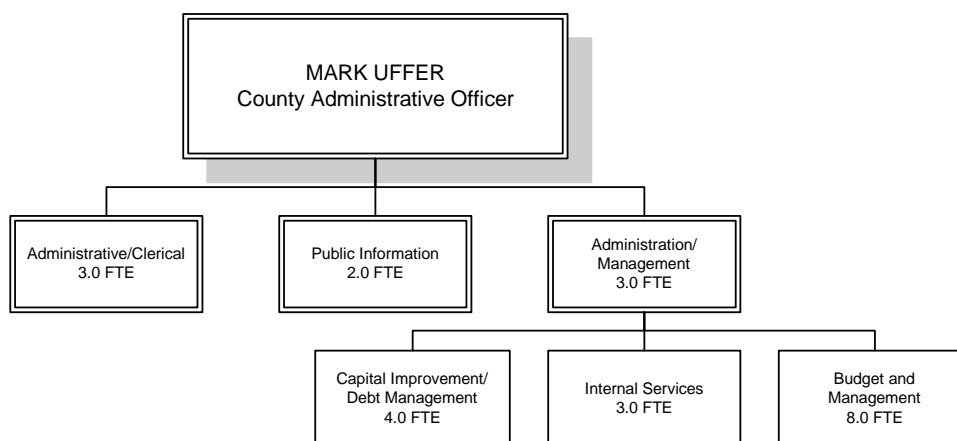 MARK UFFER
County Administrative Officer
Administrative/Clerical
3.0 FTE
Public Information
2.0 FTE
Administration/
Management
3.0 FTE
Capital Improvement/
Debt Management
4.0 FTE
Internal Services
3.0 FTE
Budget and
Management
8.0 FTE